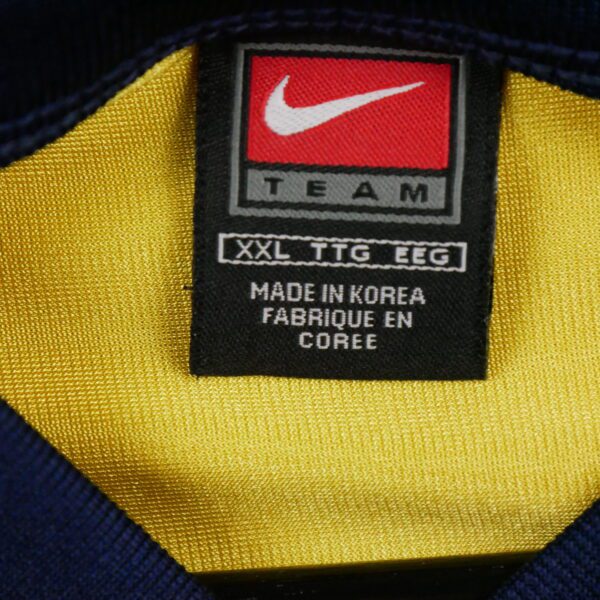 TEAM
XXL TTG EEG
MADE IN KOREA
FABRIQUE EN
COREE